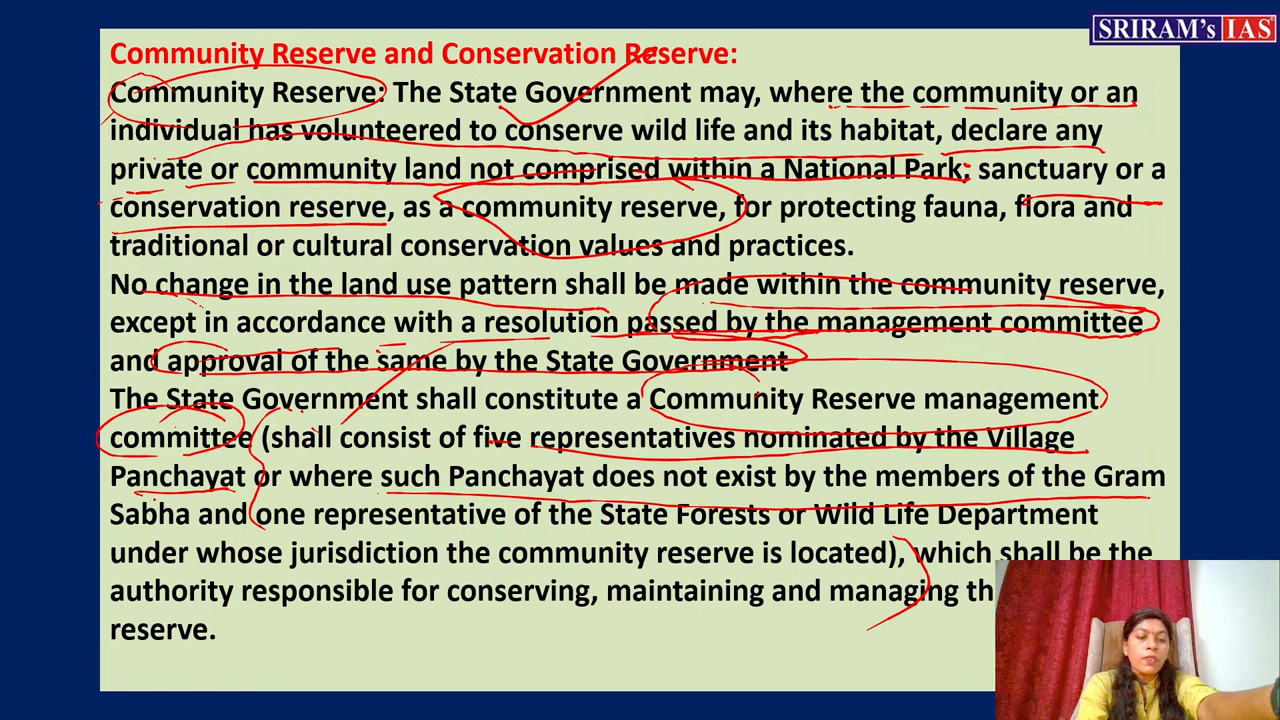 SRIRAM's IAS
Community Reserve and Conservation Reserve:
Community Reserve: The State Government may, where the community or an
individual has volunteered to conserve wild life and its habitat, declare any
private or community land not comprised within a National Park; sanctuary or a
conservation reserve, as a community reserve, for protecting fauna, flora and
traditional or cultural conservation values and practices.
No change in the land use pattern shall be made within the community reserve,
except in accordance with a resolution passed by the management committee
and approval of the same by the State Government
The State Government shall constitute a Community Reserve management
committee (shall consist of five representatives nominated by the Village
Panchayat or where such Panchayat does not exist by the members of the Gram
Sabha and one representative of the State Forests or Wild Life Department
under whose jurisdiction the community reserve is located), which shall be the
authority responsible for conserving, maintaining and managing
reserve.